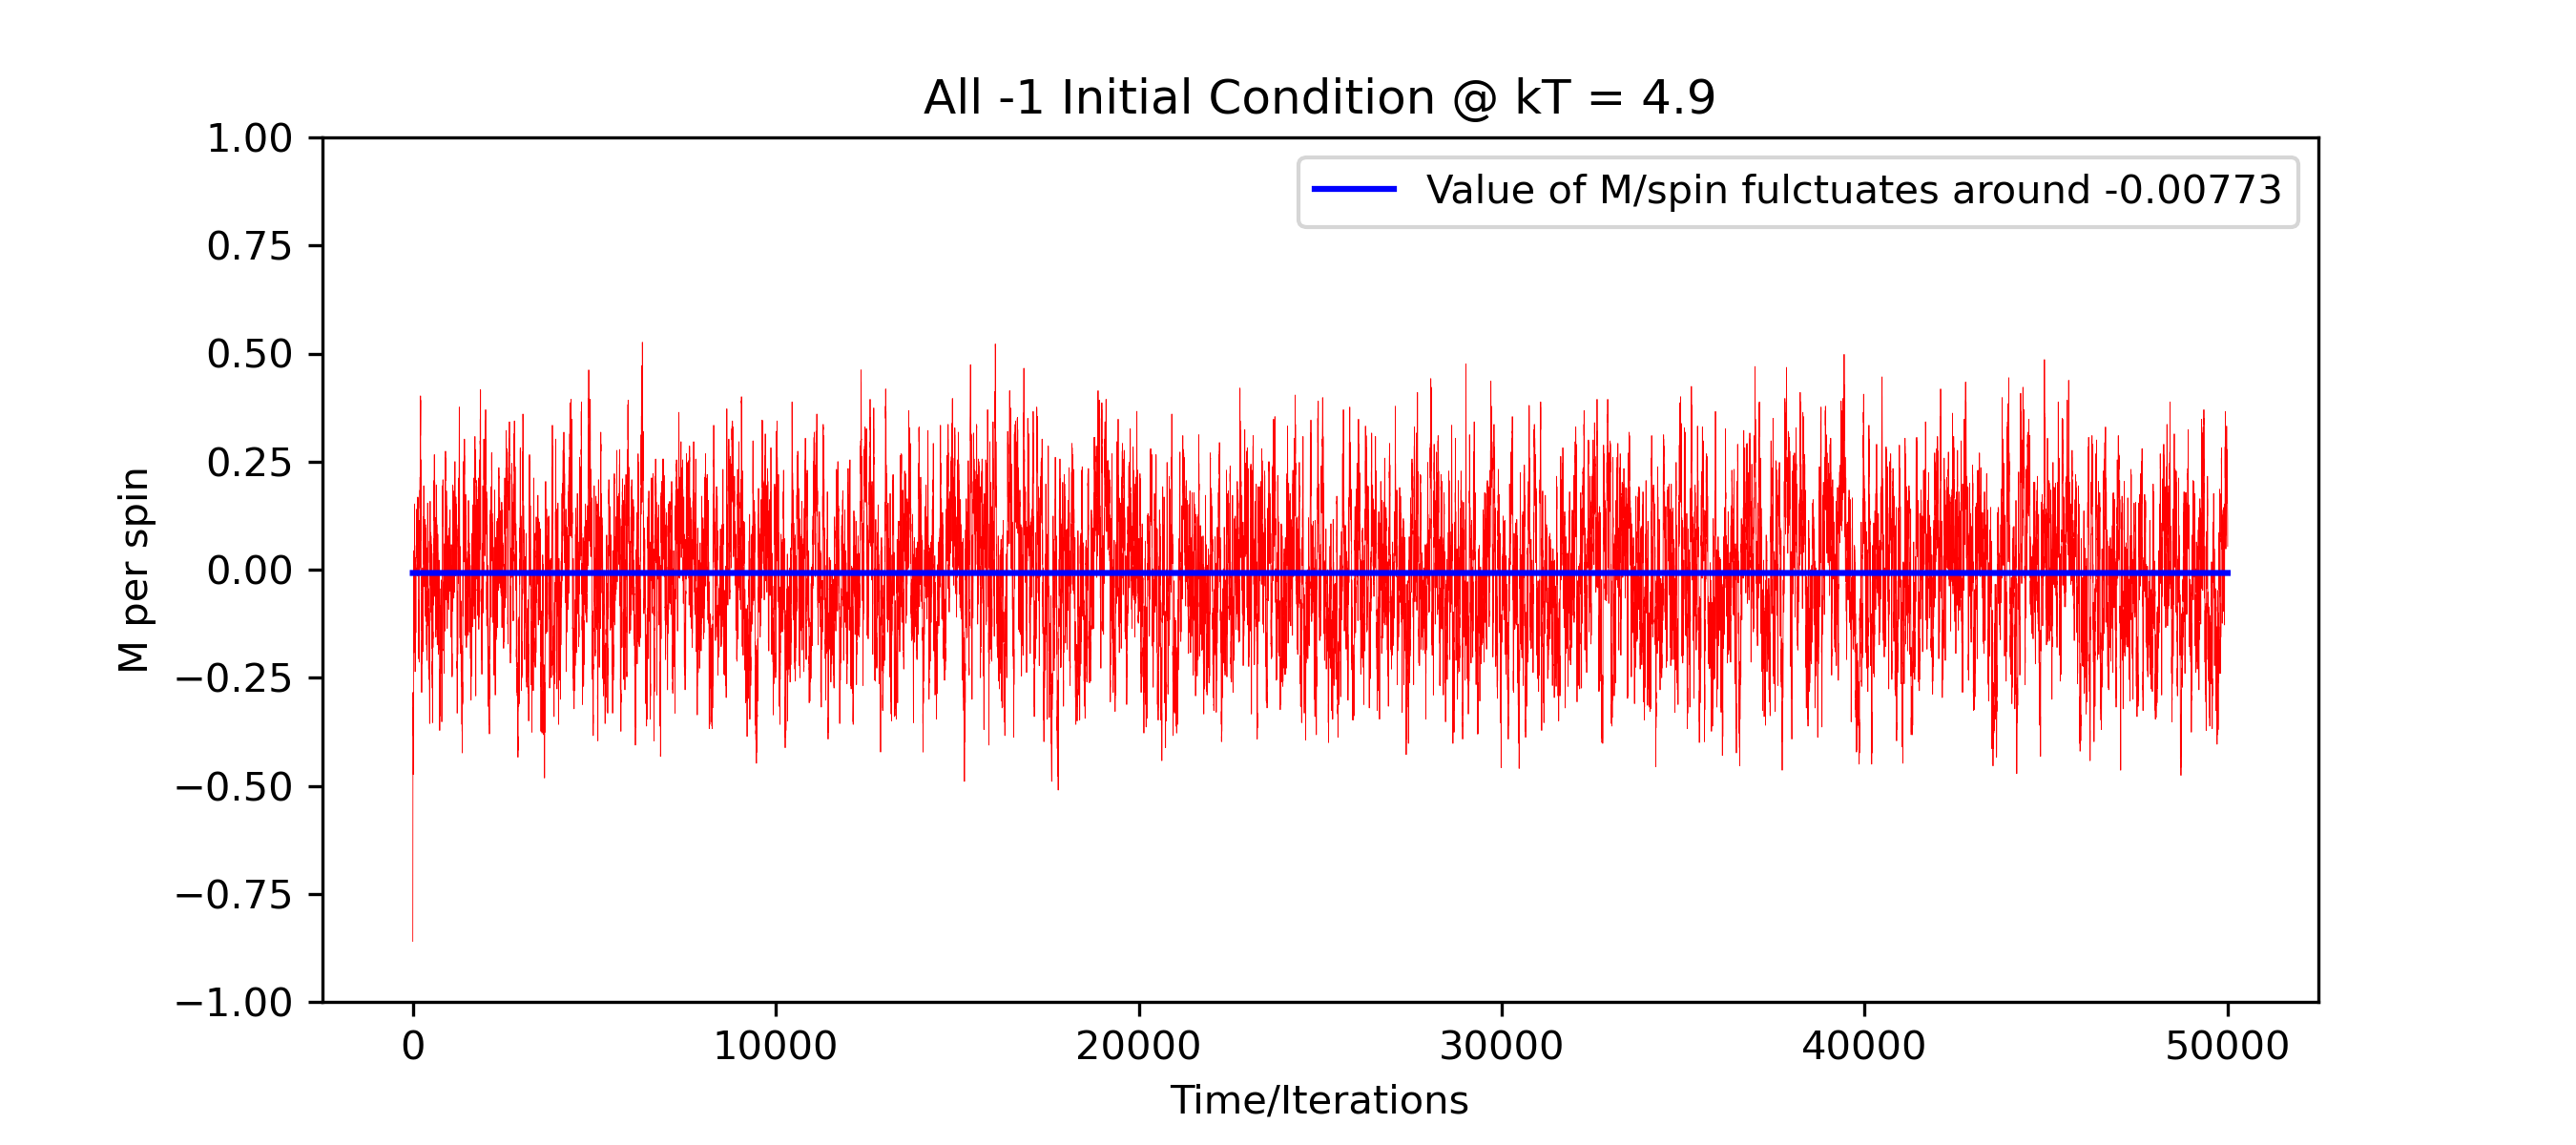 All -1 Initial Condition @ kT = 4.9
Value of M/spin fulctuates around -0.00773
M per spin
1.00
0.75
0.50
0.25
0.00
−0.25
−0.50
−0.75
−1.00
0 10000 20000 30000 40000 50000
Time/Iterations